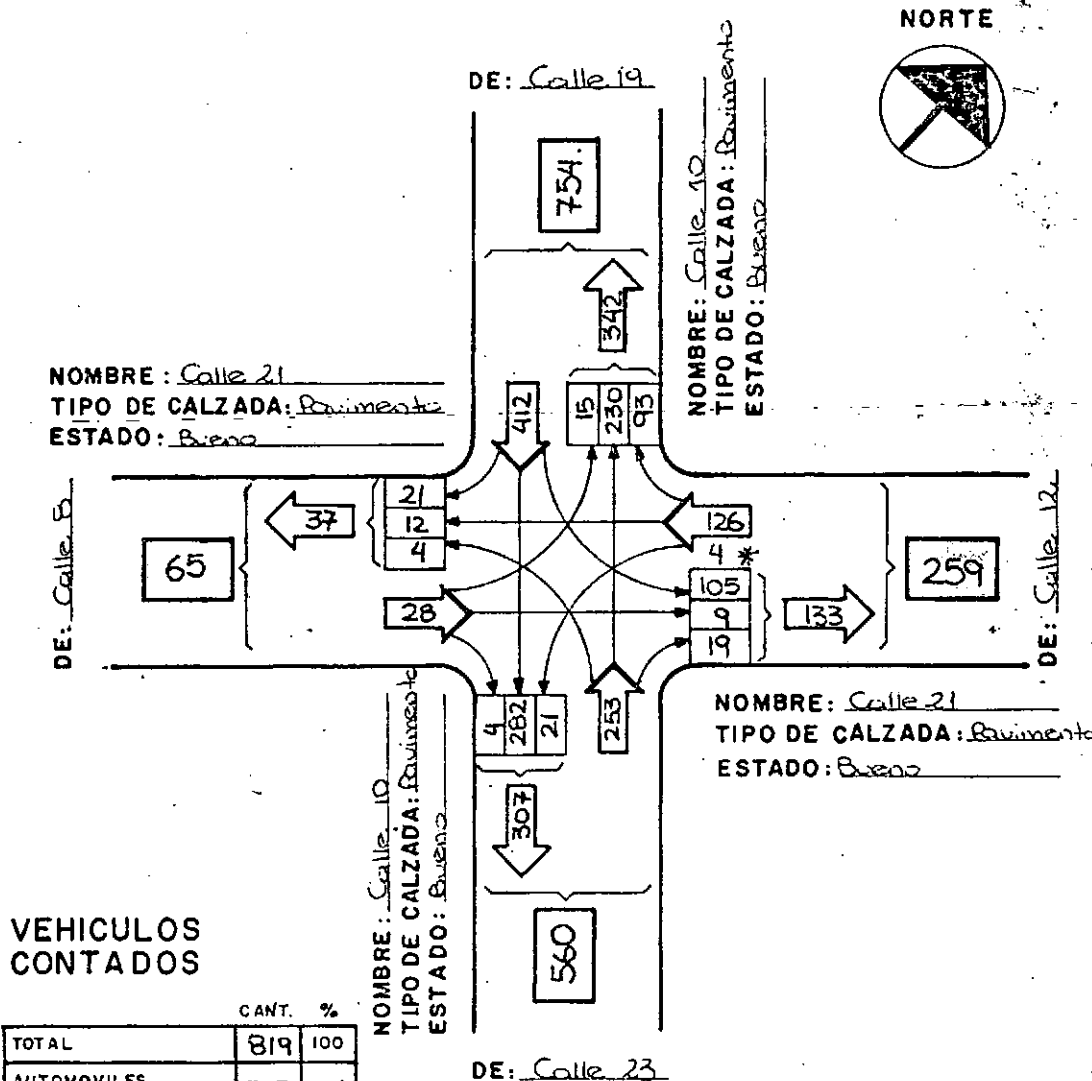 NORTE
DE: Calle 19
754.
NOMBRE: Calle 10
TIPO DE CALZADA: Pavimento
ESTADO: Bueno
342
NOMBRE: Calle 21
TIPO DE CALZADA: Pavimento
ESTADO: Bueno
412
15 230 93
DE: Calle 8
65
37
21
12
4
28
126
4 *
105
9
19
133
259
DE: Calle 12
4 282 21
253
307
NOMBRE: Calle 21
TIPO DE CALZADA: Pavimento
ESTADO: Bueno
NOMBRE: Calle 10
TIPO DE CALZADA: Pavimento
ESTADO: Bueno
560
VEHICULOS
CONTADOS
CANT. %
TOTAL 819 100
AUTOMOVILES
DE: Calle 23